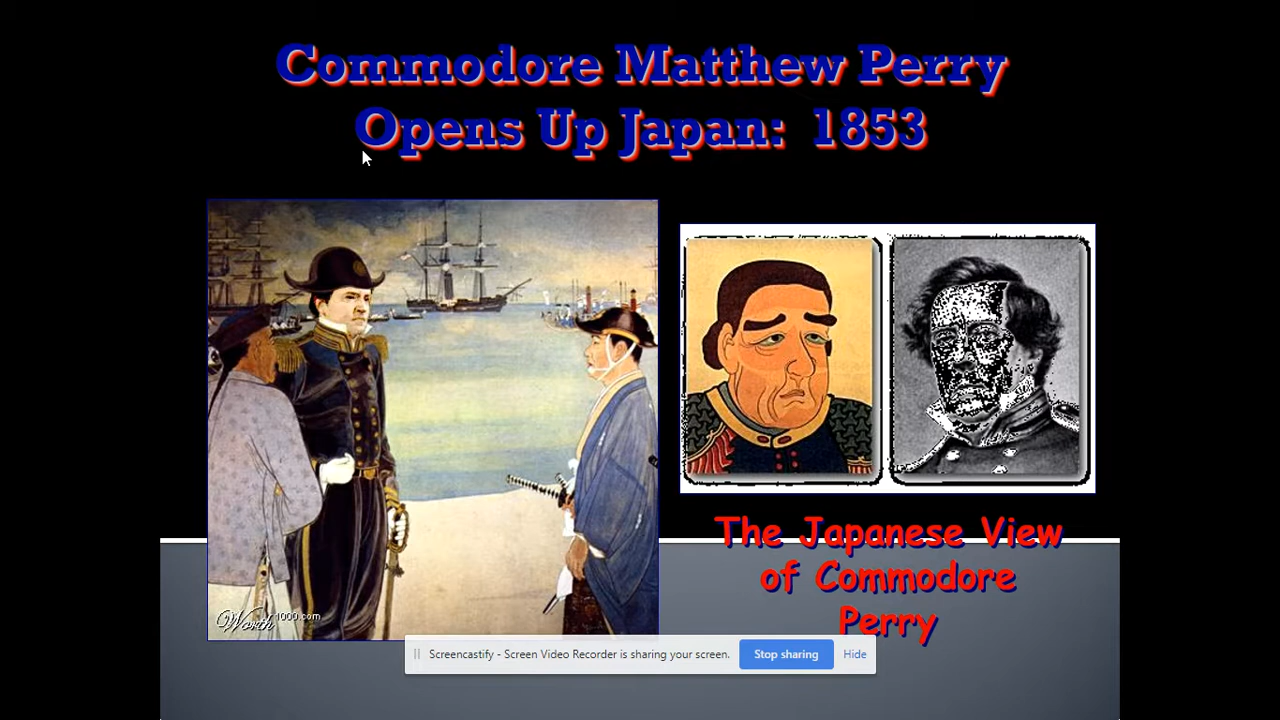 Commodore Matthew Perry
Opens Up Japan: 1853
The Japanese View
of Commodore
Perry
Worth1000.com
Screencastify - Screen Video Recorder is sharing your screen. Stop sharing Hide